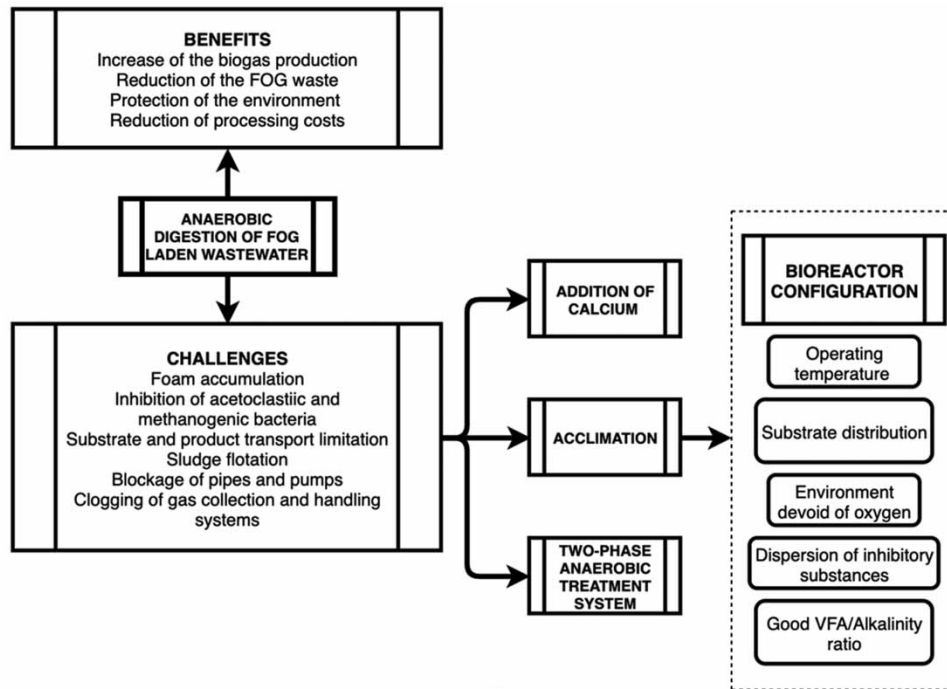 BENEFITS
Increase of the biogas production
Reduction of the FOG waste
Protection of the environment
Reduction of processing costs
ANAEROBIC
DIGESTION OF FOG
LADEN WASTEWATER
CHALLENGES
Foam accumulation
Inhibition of acetoclastiic and
methanogenic bacteria
Substrate and product transport limitation
Sludge flotation
Blockage of pipes and pumps
Clogging of gas collection and handling
systems
ADDITION OF
CALCIUM
ACCLIMATION
TWO-PHASE
ANAEROBIC
TREATMENT
SYSTEM
BIOREACTOR
CONFIGURATION
Operating
temperature
Substrate distribution
Environment
devoid of oxygen
Dispersion of inhibitory
substances
Good VFA/Alkalinity
ratio